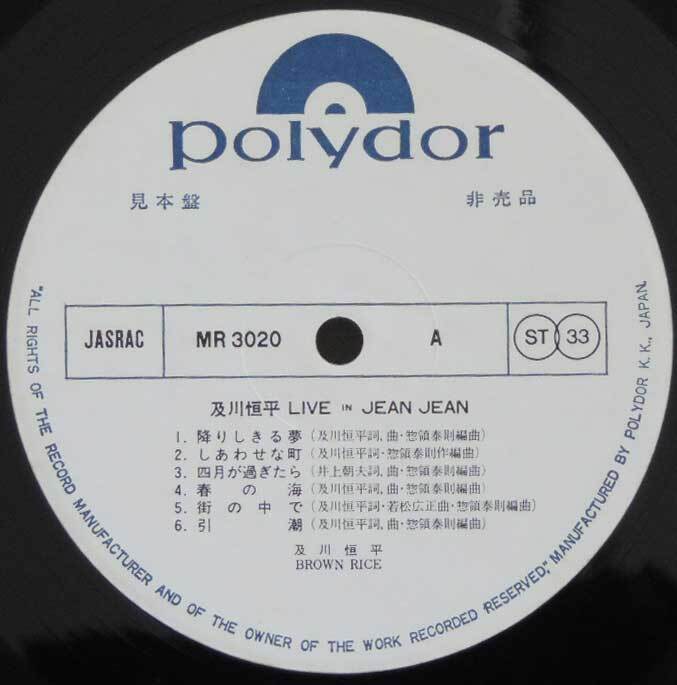 polydor
見本盤 非売品
JASRAC MR 3020 A ST 33
及川恒平 LIVE IN JEAN JEAN
1. 降りしきる夢 (及川恒平詞、曲・惣領泰則編曲)
2. しあわせな町 (及川恒平詞・惣領泰則作編曲)
3. 四月が過ぎたら (井上朝夫詞、曲・惣領泰則編曲)
4. 春の海 (及川恒平詞、曲・惣領泰則編曲)
5. 街の中で (及川恒平詞・若松広正曲・惣領泰則編曲)
6. 引潮 (及川恒平詞、曲・惣領泰則編曲)
及川恒平
BROWN RICE
"ALL RIGHTS OF THE RECORD MANUFACTURER AND OF THE OWNER OF THE WORK RECORDED RESERVED," MANUFACTURED BY POLYDOR K. K., JAPAN.